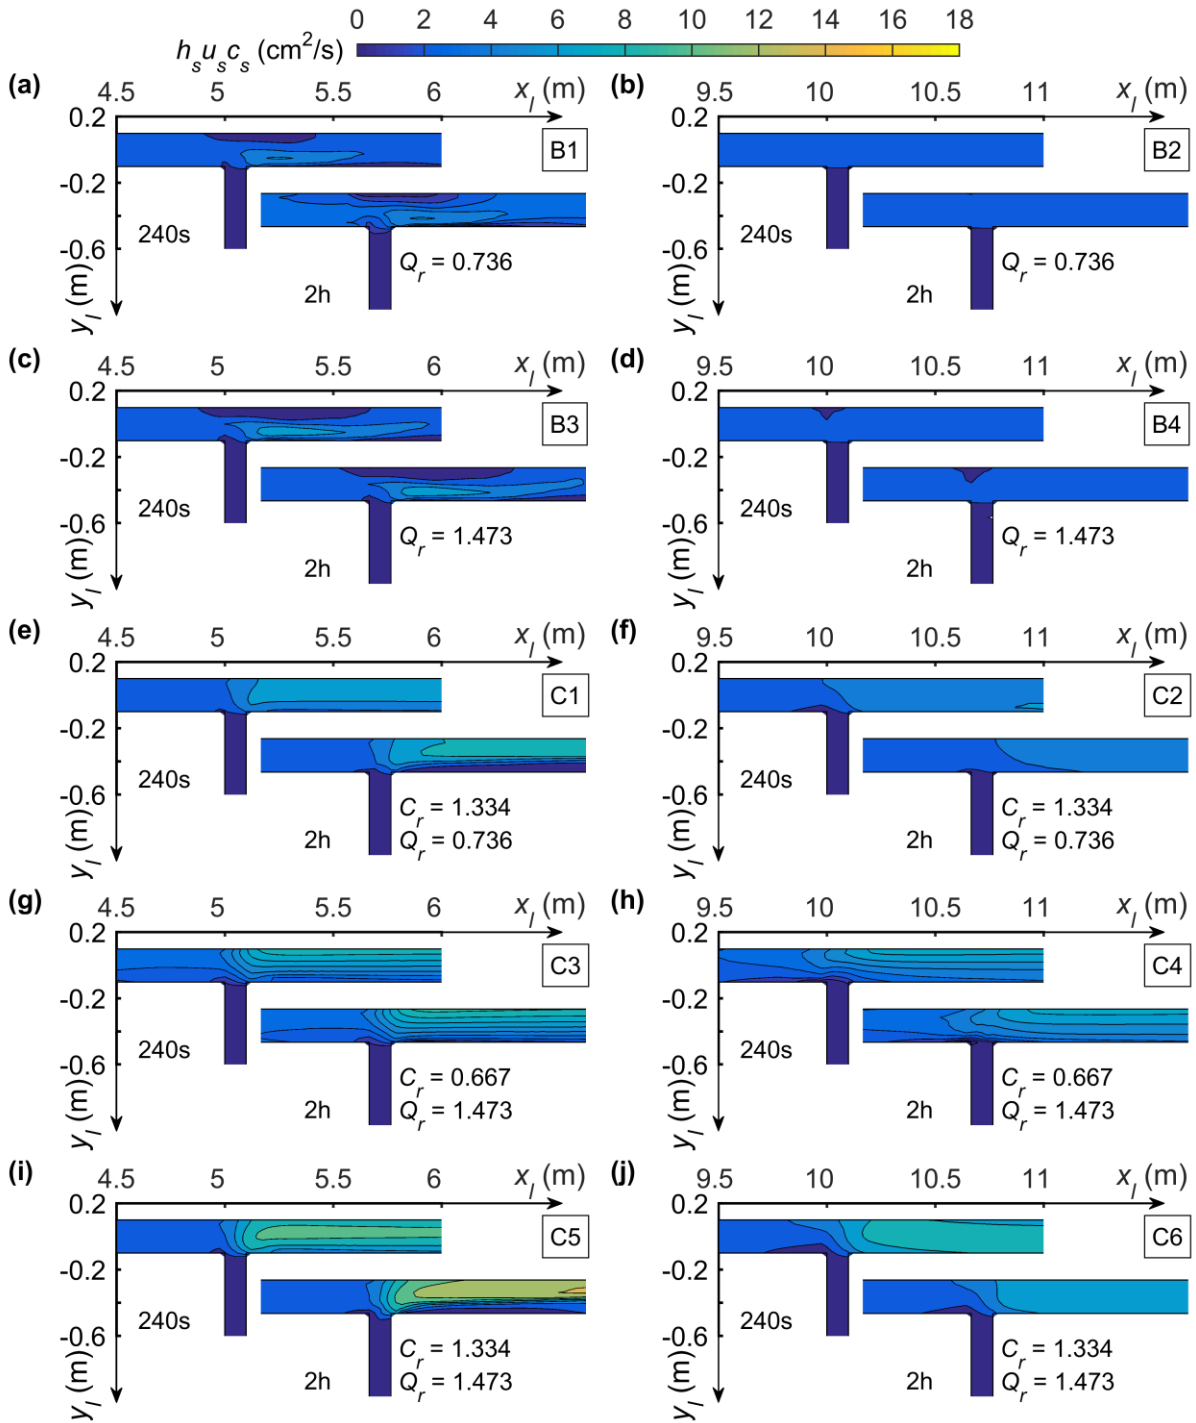 0 2 4 6 8 10 12 14 16 18
h_s u_s c_s (cm²/s)
(a)
4.5 5 5.5 6 x_l (m)
0.2
-0.2
-0.6
y_l (m)
B1
240s
2h
Q_r = 0.736
(b)
9.5 10 10.5 11 x_l (m)
0.2
-0.2
-0.6
y_l (m)
B2
240s
2h
Q_r = 0.736
(c)
4.5 5 5.5 6 x_l (m)
0.2
-0.2
-0.6
y_l (m)
B3
240s
2h
Q_r = 1.473
(d)
9.5 10 10.5 11 x_l (m)
0.2
-0.2
-0.6
y_l (m)
B4
240s
2h
Q_r = 1.473
(e)
4.5 5 5.5 6 x_l (m)
0.2
-0.2
-0.6
y_l (m)
C1
240s
2h
C_r = 1.334
Q_r = 0.736
(f)
9.5 10 10.5 11 x_l (m)
0.2
-0.2
-0.6
y_l (m)
C2
240s
2h
C_r = 1.334
Q_r = 0.736
(g)
4.5 5 5.5 6 x_l (m)
0.2
-0.2
-0.6
y_l (m)
C3
240s
2h
C_r = 0.667
Q_r = 1.473
(h)
9.5 10 10.5 11 x_l (m)
0.2
-0.2
-0.6
y_l (m)
C4
240s
2h
C_r = 0.667
Q_r = 1.473
(i)
4.5 5 5.5 6 x_l (m)
0.2
-0.2
-0.6
y_l (m)
C5
240s
2h
C_r = 1.334
Q_r = 1.473
(j)
9.5 10 10.5 11 x_l (m)
0.2
-0.2
-0.6
y_l (m)
C6
240s
2h
C_r = 1.334
Q_r = 1.473